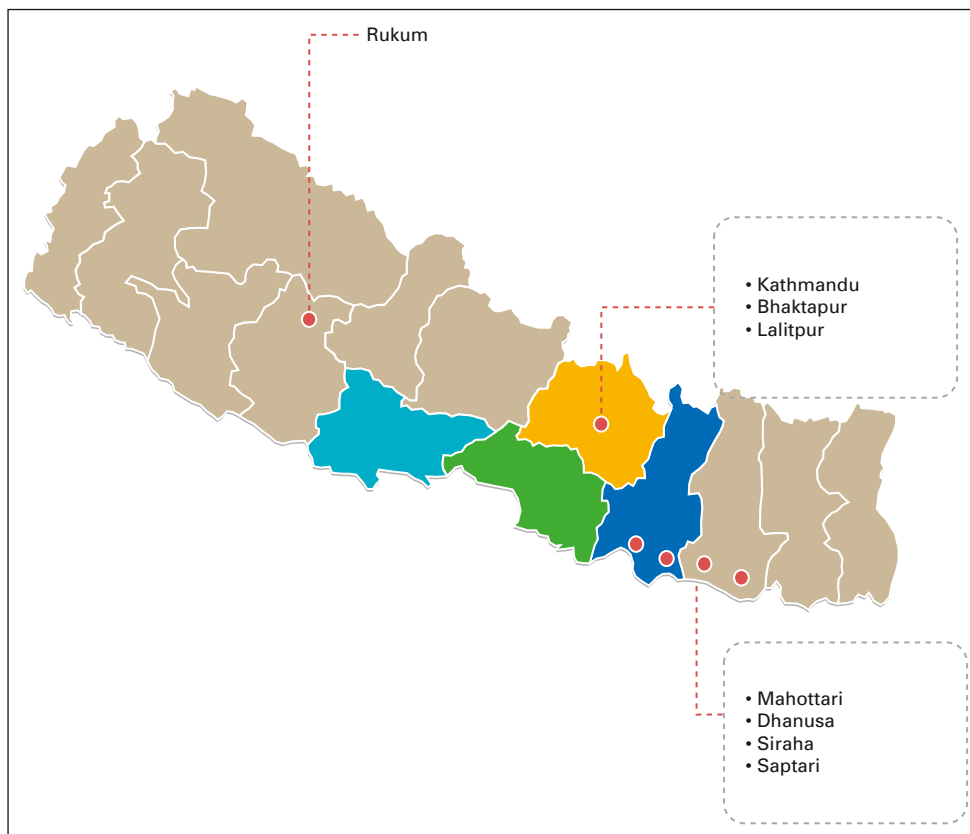 Rukum
• Kathmandu
• Bhaktapur
• Lalitpur
• Mahottari
• Dhanusa
• Siraha
• Saptari